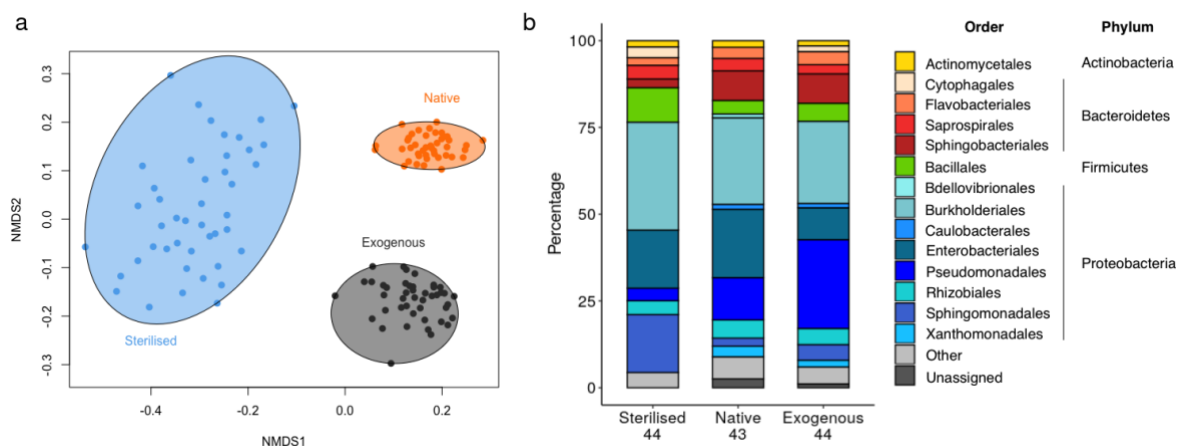 a
0.3
0.2
0.1
0.0
-0.1
-0.2
-0.3
NMDS2
Native
Exogenous
Sterilised
-0.4
-0.2
0.0
0.2
NMDS1
b
100
75
50
25
0
Percentage
Sterilised
44
Native
43
Exogenous
44
Order
Phylum
Actinomycetales
Actinobacteria
Cytophagales
Flavobacteriales
Bacteroidetes
Saprospirales
Sphingobacteriales
Bacillales
Firmicutes
Bdellovibrionales
Burkholderiales
Caulobacterales
Enterobacteriales
Proteobacteria
Pseudomonadales
Rhizobiales
Sphingomonadales
Xanthomonadales
Other
Unassigned